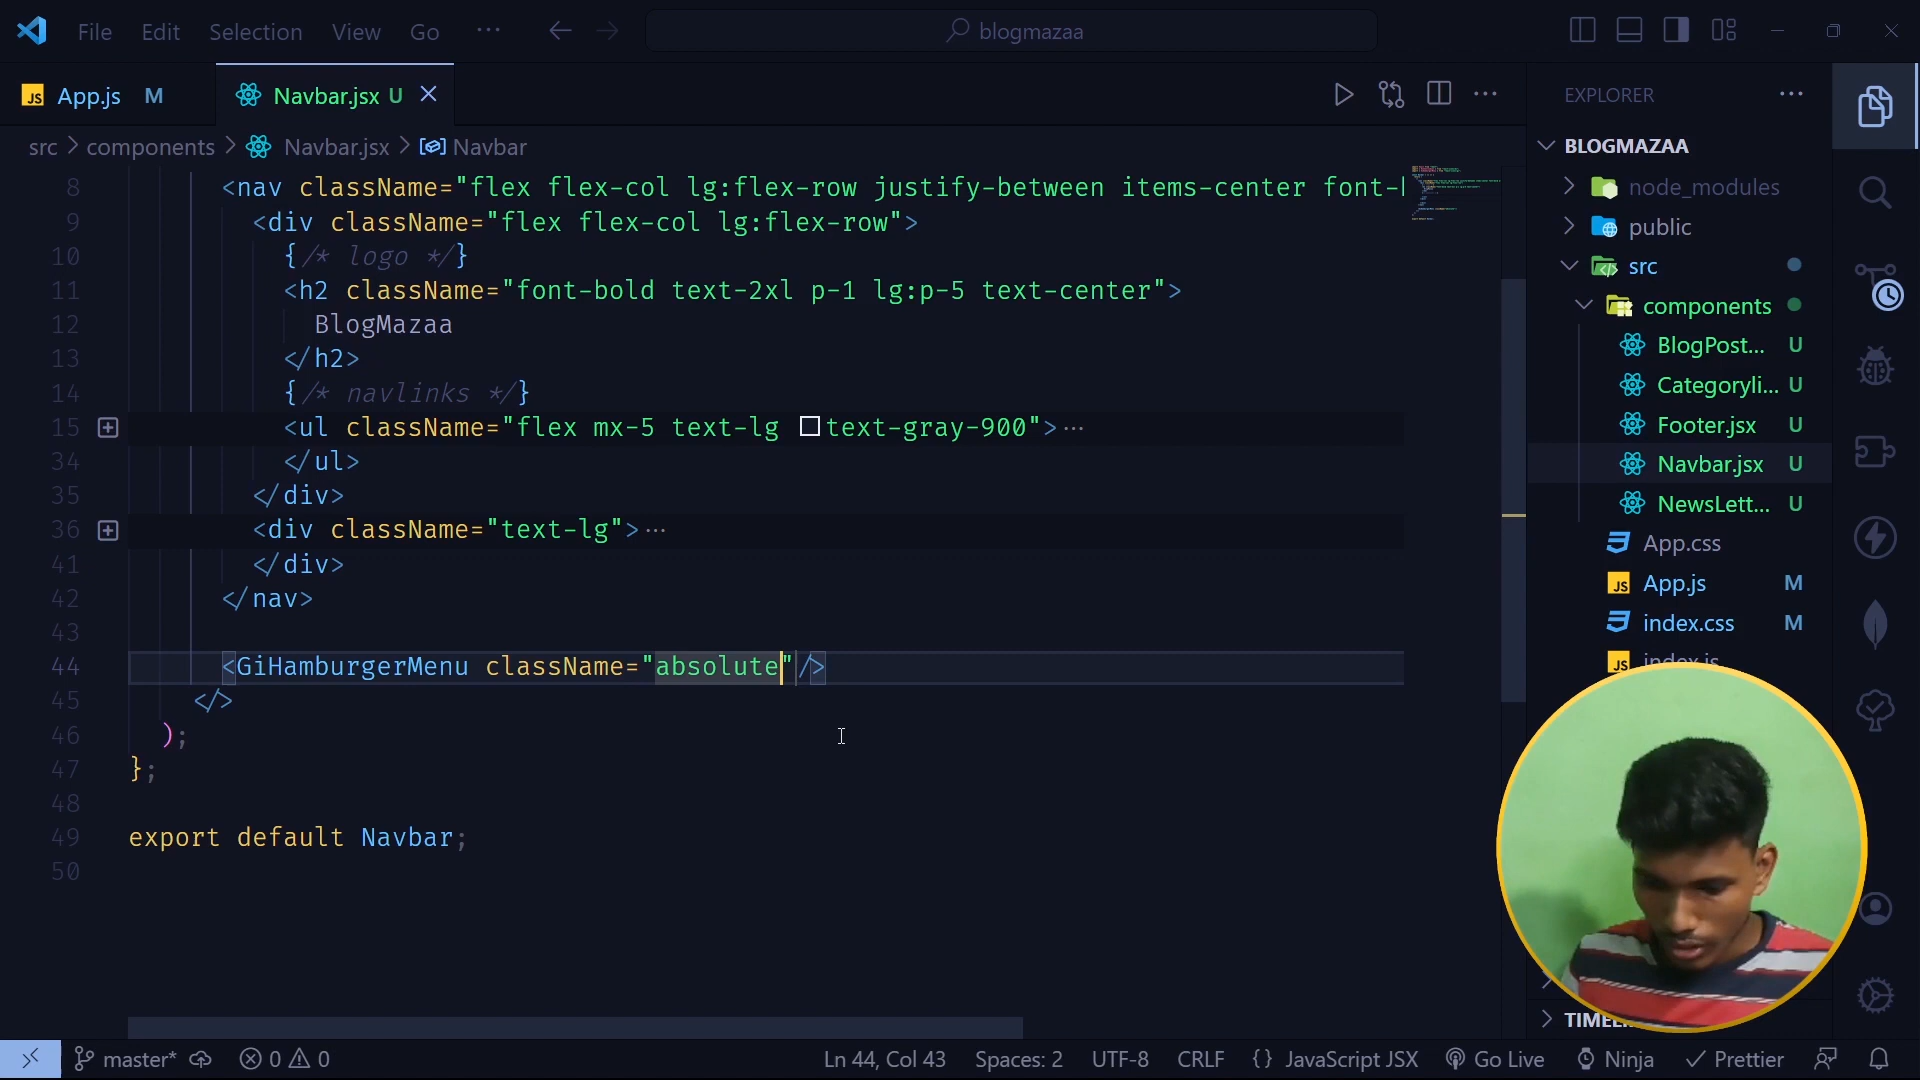 File Edit Selection View Go ··· blogmazaa
JS App.js M Navbar.jsx U
src > components > Navbar.jsx > Navbar
8 <nav className="flex flex-col lg:flex-row justify-between items-center
9 <div className="flex flex-col lg:flex-row">
10 {/* logo */}
11 <h2 className="font-bold text-2xl p-1 lg:p-5 text-center">
12 BlogMazaa
13 </h2>
14 {/* navlinks */}
15 <ul className="flex mx-5 text-lg text-gray-900">···
34 </ul>
35 </div>
36 <div className="text-lg">···
41 </div>
42 </nav>
43
44 <GiHamburgerMenu className="absolute" />
45 </>
46 );
47 };
48
49 export default Navbar;
50
EXPLORER ···
BLOGMAZAA
node_modules
public
src
components
BlogPost... U
Categoryli... U
Footer.jsx U
Navbar.jsx U
NewsLett... U
App.css
JS App.js M
index.css M
JS index.js
master* 0 0 Ln 44, Col 43 Spaces: 2 UTF-8 CRLF {} JavaScript JSX Go Live Ninja Prettier